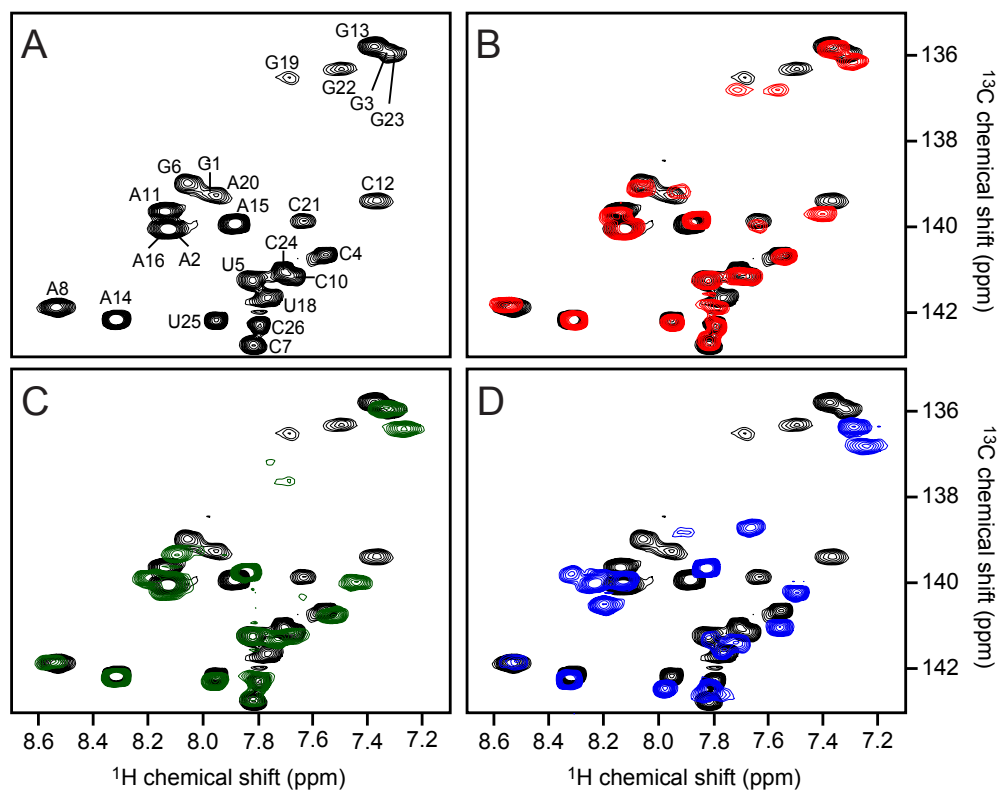 A
B
G13
G19
G22
G3
G23
G6
G1
A20
A11
A15
C21
C12
A16
A2
C24
C4
U5
C10
A8
A14
U18
U25
C26
C7
136
138
140
142
¹³C chemical shift (ppm)
C
D
136
138
140
142
¹³C chemical shift (ppm)
8.6 8.4 8.2 8.0 7.8 7.6 7.4 7.2
8.6 8.4 8.2 8.0 7.8 7.6 7.4 7.2
¹H chemical shift (ppm)
¹H chemical shift (ppm)